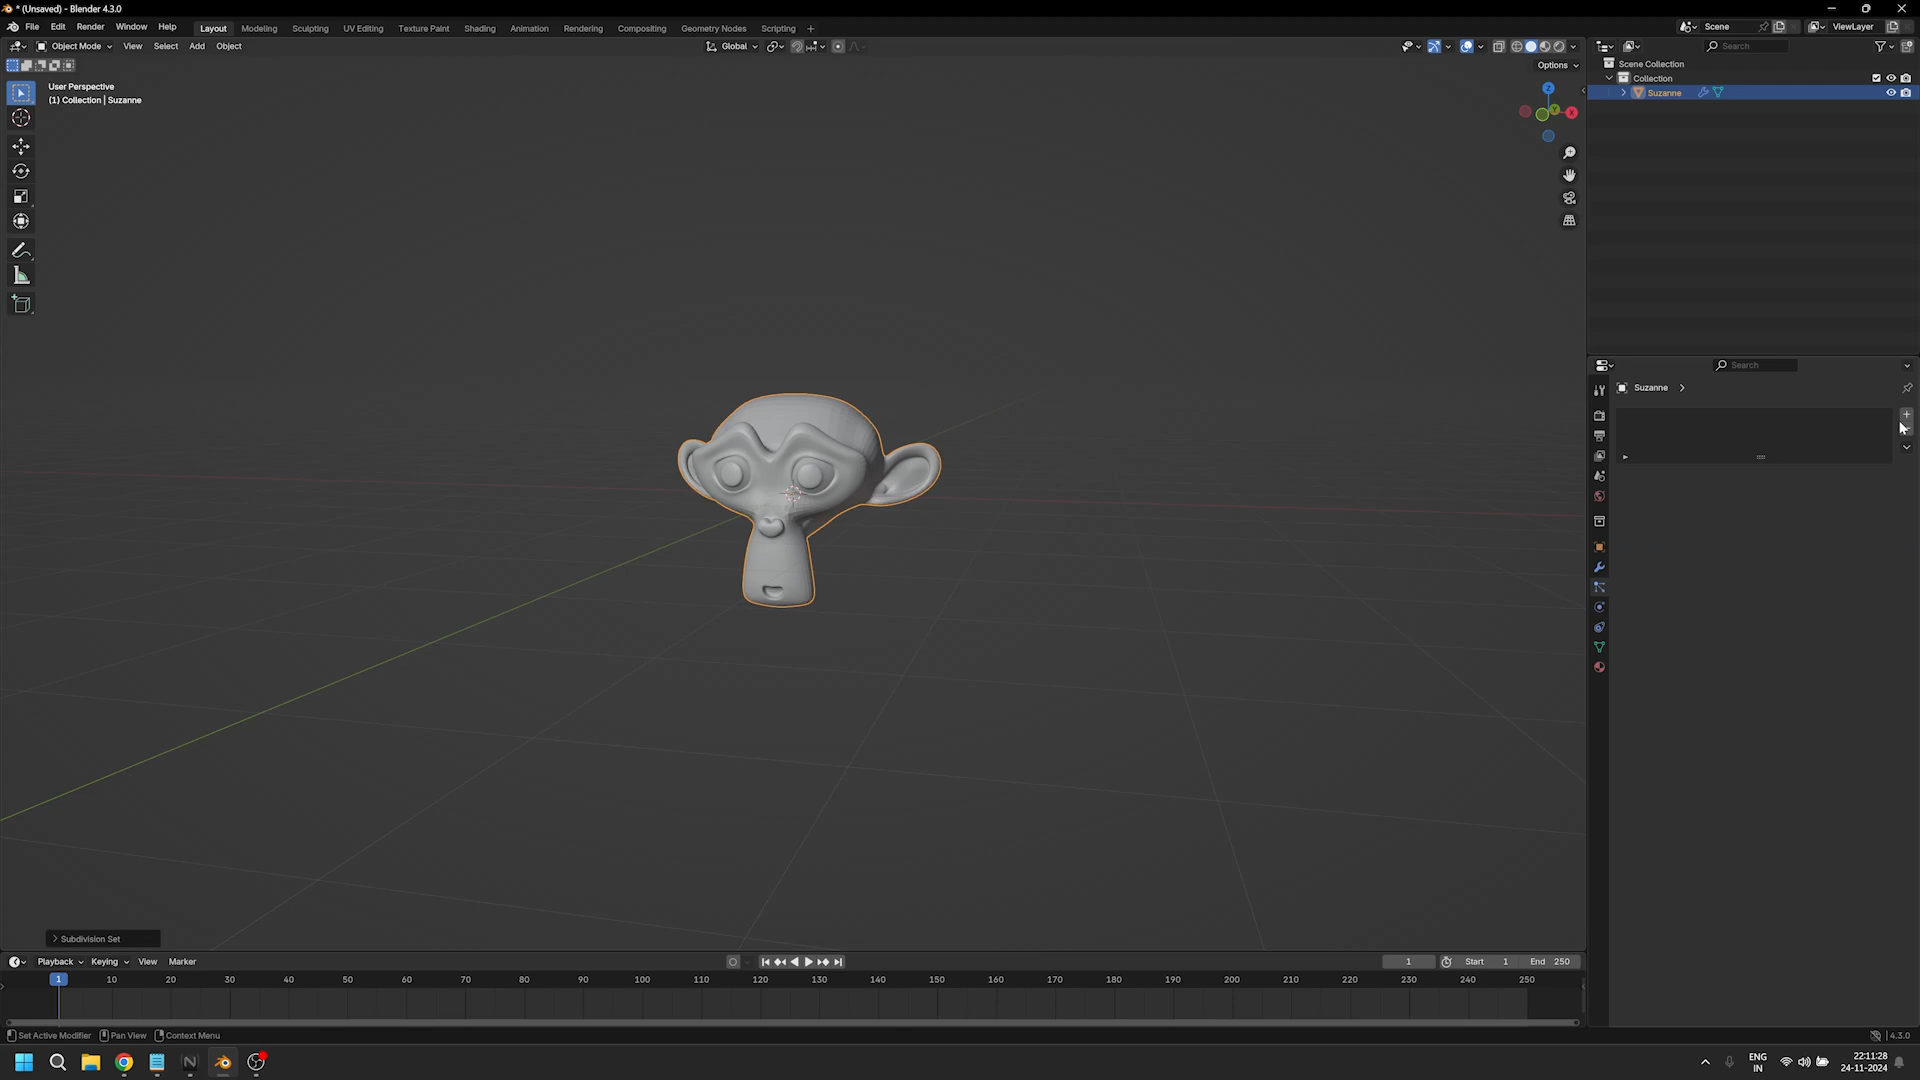 * (Unsaved) - Blender 4.3.0
File Edit Render Window Help Layout Modeling Sculpting UV Editing Texture Paint Shading Animation Rendering Compositing Geometry Nodes Scripting + Scene ViewLayer
Object Mode View Select Add Object Global Search
Options
User Perspective
(1) Collection | Suzanne
Scene Collection
Collection
Suzanne
Z
Y
X
Search
Suzanne
Subdivision Set
Playback Keying View Marker 1 Start 1 End 250
1 10 20 30 40 50 60 70 80 90 100 110 120 130 140 150 160 170 180 190 200 210 220 230 240 250
Set Active Modifier Pan View Context Menu 4.3.0
ENG
IN
22:11:28
24-11-2024